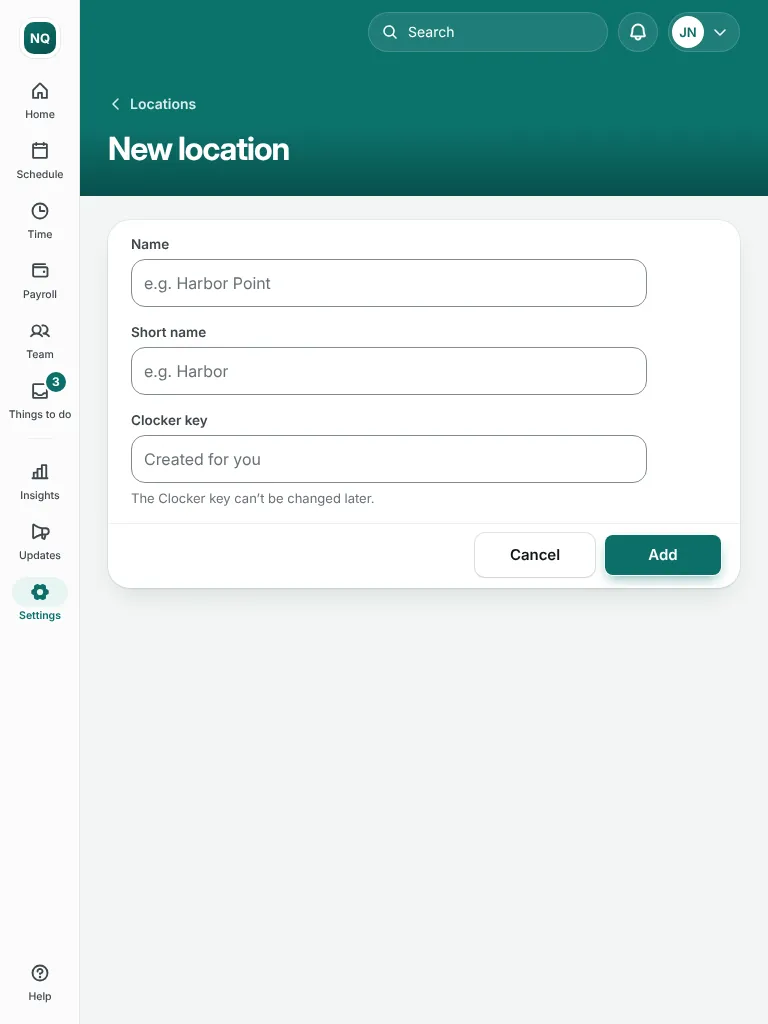 NQ
Home
Schedule
Time
Payroll
Team
3
Things to do
Insights
Updates
Settings
Help
Search
JN
Locations
New location
Name
e.g. Harbor Point
Short name
e.g. Harbor
Clocker key
Created for you
The Clocker key can’t be changed later.
Cancel
Add